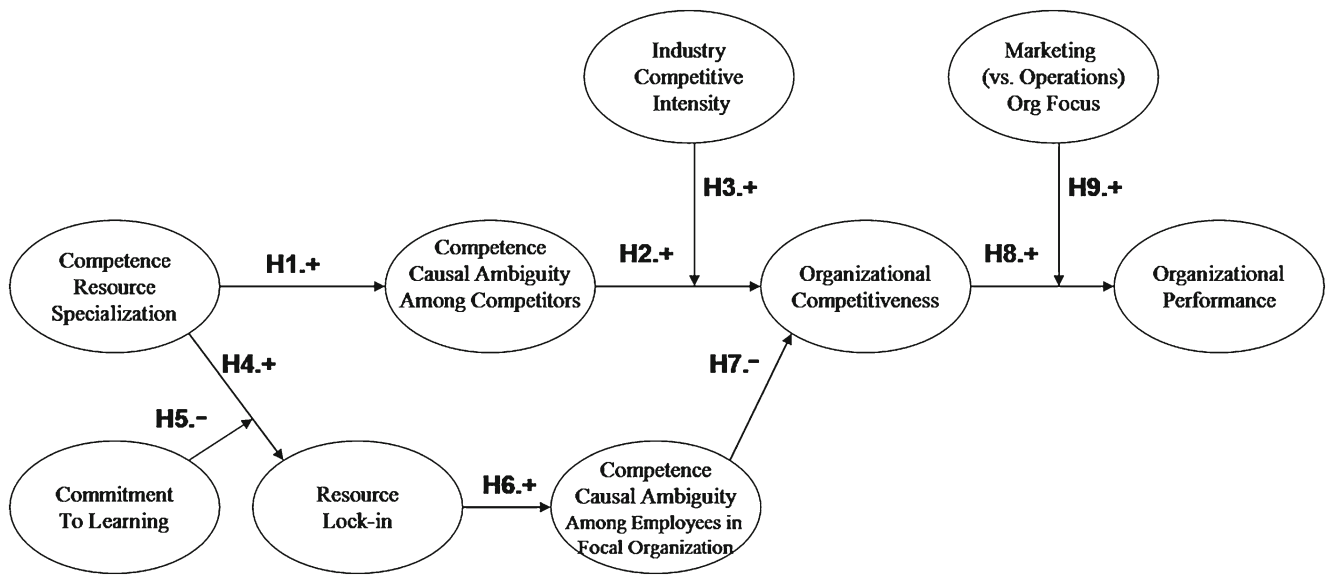 Industry
Competitive
Intensity
Marketing
(vs. Operations)
Org Focus
H3.+
H9.+
Competence
Resource
Specialization
H1.+
Competence
Causal Ambiguity
Among Competitors
H2.+
Organizational
Competitiveness
H8.+
Organizational
Performance
H4.+
H7.-
H5.-
Commitment
To Learning
Resource
Lock-in
H6.+
Competence
Causal Ambiguity
Among Employees in
Focal Organization